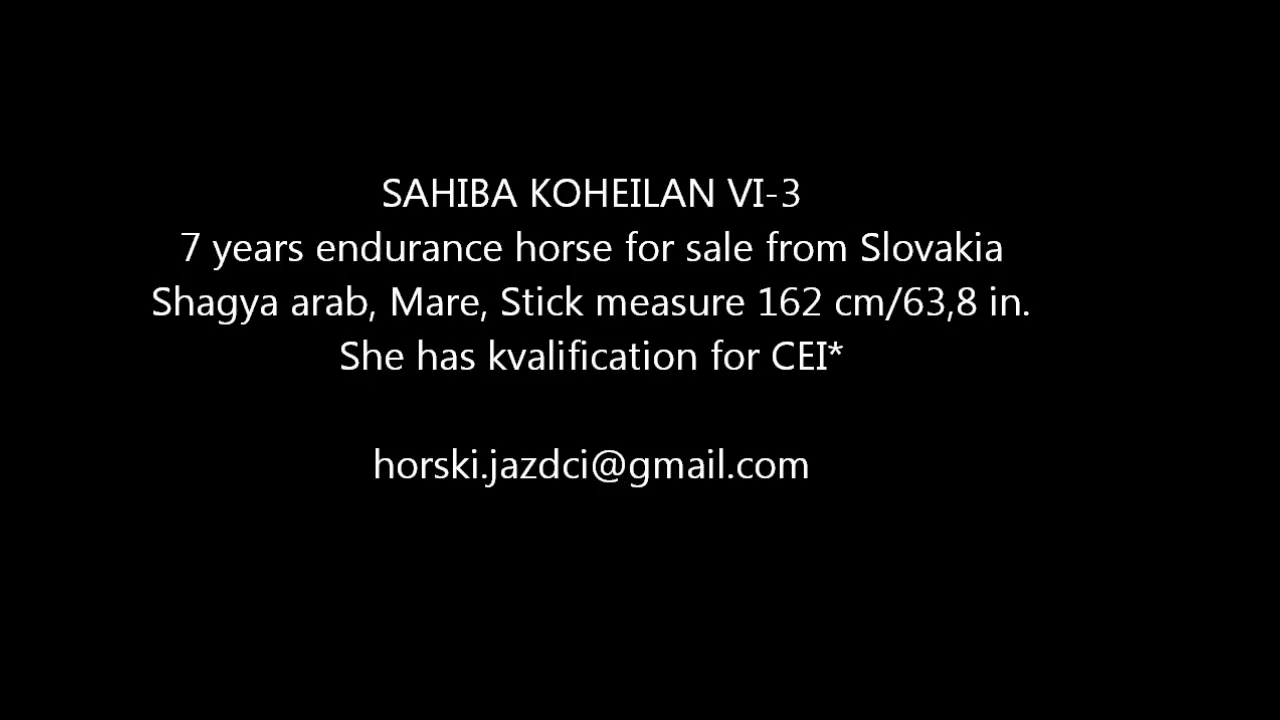 SAHIBA KOHEILAN VI-3
7 years endurance horse for sale from Slovakia
Shagya arab, Mare, Stick measure 162 cm/63,8 in.
She has kvalification for CEI*
horski.jazdci@gmail.com